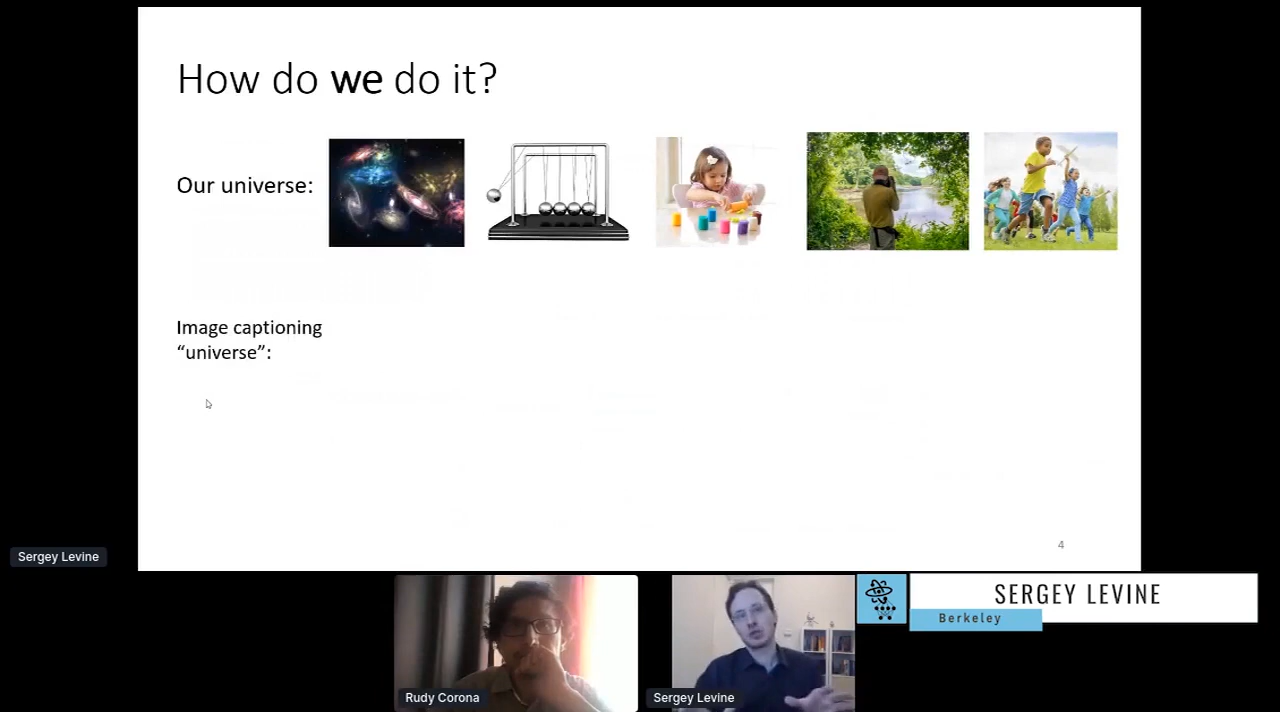 How do we do it?
Our universe:
Image captioning
“universe”:
4
Sergey Levine
SERGEY LEVINE
Berkeley
Rudy Corona
Sergey Levine